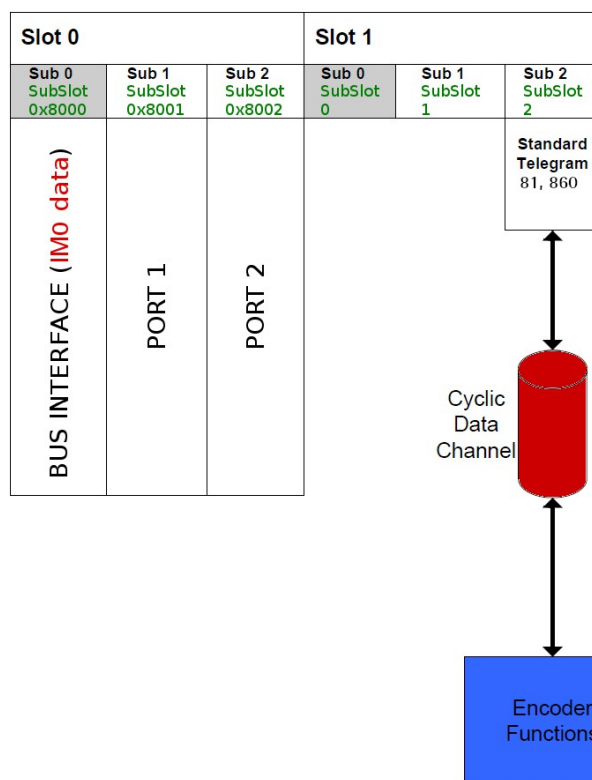 Slot 0
Slot 1
Sub 0
SubSlot
0x8000
Sub 1
SubSlot
0x8001
Sub 2
SubSlot
0x8002
Sub 0
SubSlot
0
Sub 1
SubSlot
1
Sub 2
SubSlot
2
BUS INTERFACE (IM0 data)
PORT 1
PORT 2
Standard
Telegram
81, 860
Cyclic
Data
Channel
Encoder
Functions